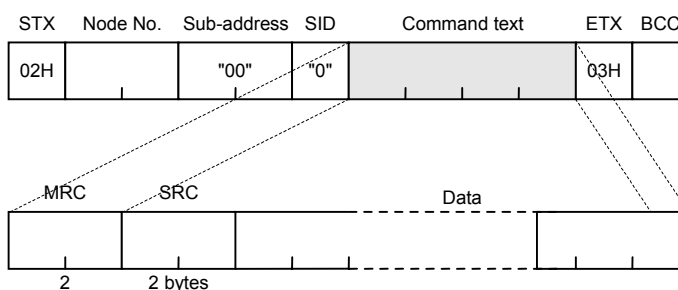 STX Node No. Sub-address SID Command text ETX BCC
02H "00" "0" 03H
MRC SRC Data
2 2 bytes